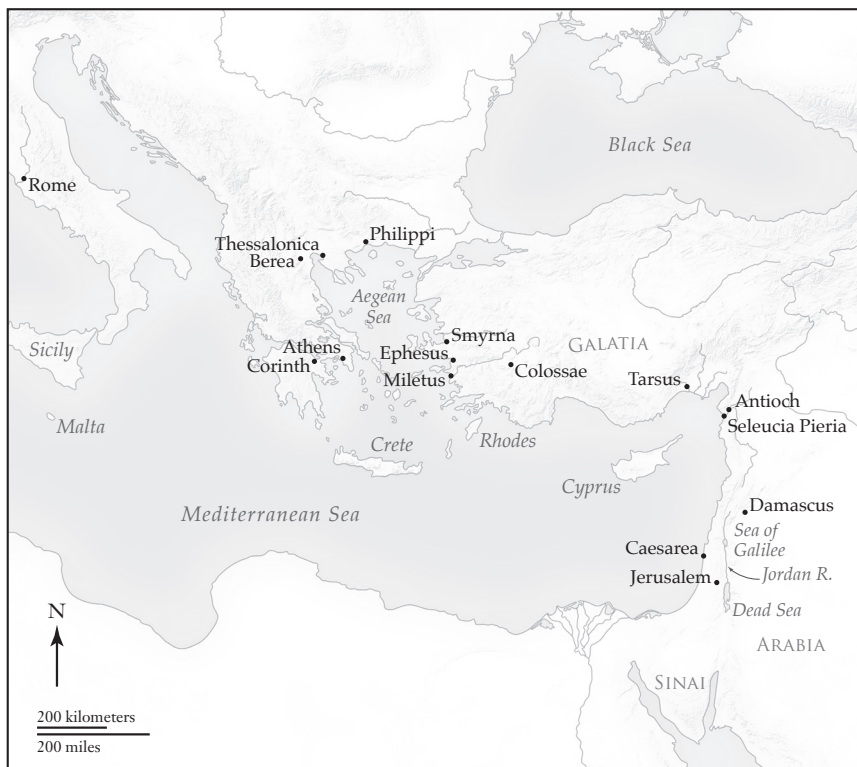 Black Sea
Rome
Philippi
Thessalonica
Berea
Aegean
Sea
Smyrna
GALATIA
Sicily
Athens
Ephesus
Corinth
Colossae
Miletus
Tarsus
Antioch
Malta
Seleucia Pieria
Crete
Rhodes
Cyprus
Mediterranean Sea
Damascus
Sea of
Galilee
Caesarea
Jordan R.
Jerusalem
Dead Sea
N
ARABIA
SINAI
200 kilometers
200 miles